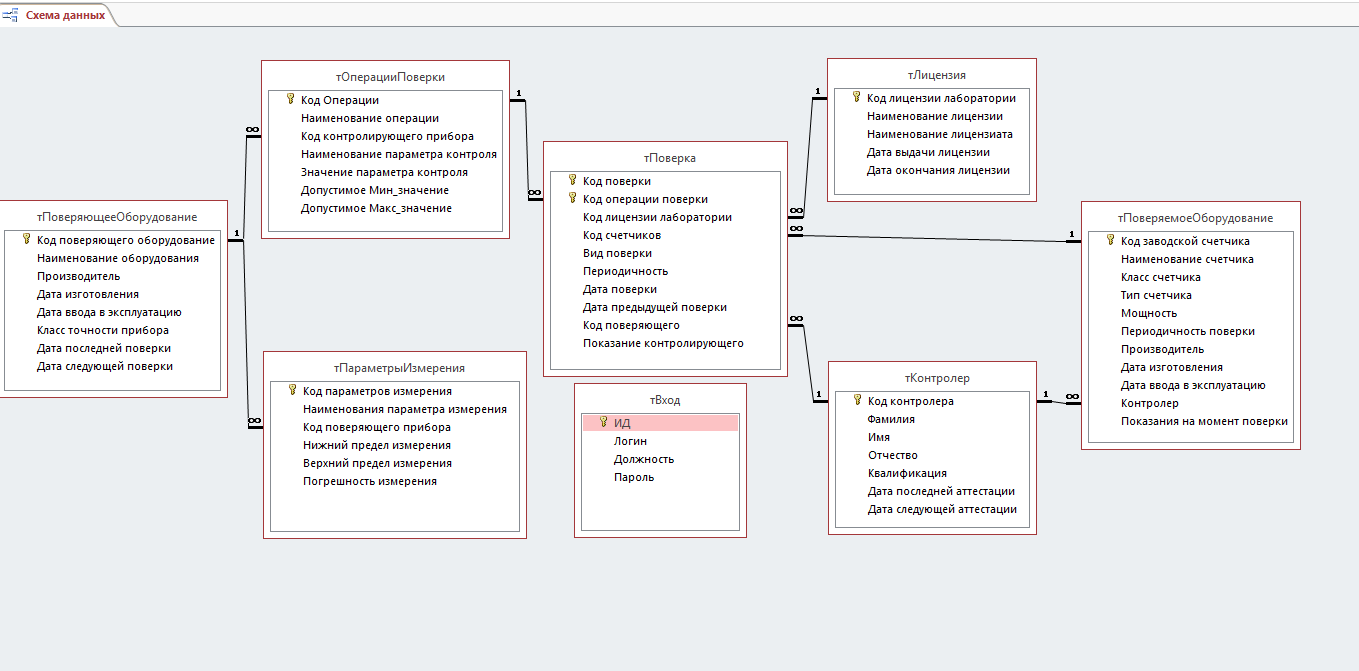 Схема данных
тОперацииПоверки
Код Операции
Наименование операции
Код контролирующего прибора
Наименование параметра контроля
Значение параметра контроля
Допустимое Мин_значение
Допустимое Макс_значение
тЛицензия
Код лицензии лаборатории
Наименование лицензии
Наименование лицензиата
Дата выдачи лицензии
Дата окончания лицензии
тПоверка
Код поверки
Код операции поверки
Код лицензии лаборатории
Код счетчиков
Вид поверки
Периодичность
Дата поверки
Дата предыдущей поверки
Код поверяющего
Показание контролирующего
тПоверяющееОборудование
Код поверяющего оборудование
Наименование оборудования
Производитель
Дата изготовления
Дата ввода в эксплуатацию
Класс точности прибора
Дата последней поверки
Дата следующей поверки
тПоверяемоеОборудование
Код заводской счетчика
Наименование счетчика
Класс счетчика
Тип счетчика
Мощность
Периодичность поверки
Производитель
Дата изготовления
Дата ввода в эксплуатацию
Контролер
Показания на момент поверки
тПараметрыИзмерения
Код параметров измерения
Наименования параметра измерения
Код поверяющего прибора
Нижний предел измерения
Верхний предел измерения
Погрешность измерения
тВход
ИД
Логин
Должность
Пароль
тКонтролер
Код контролера
Фамилия
Имя
Отчество
Квалификация
Дата последней аттестации
Дата следующей аттестации
1
∞
1
∞
1
∞
∞
1
∞
∞
1
1
∞